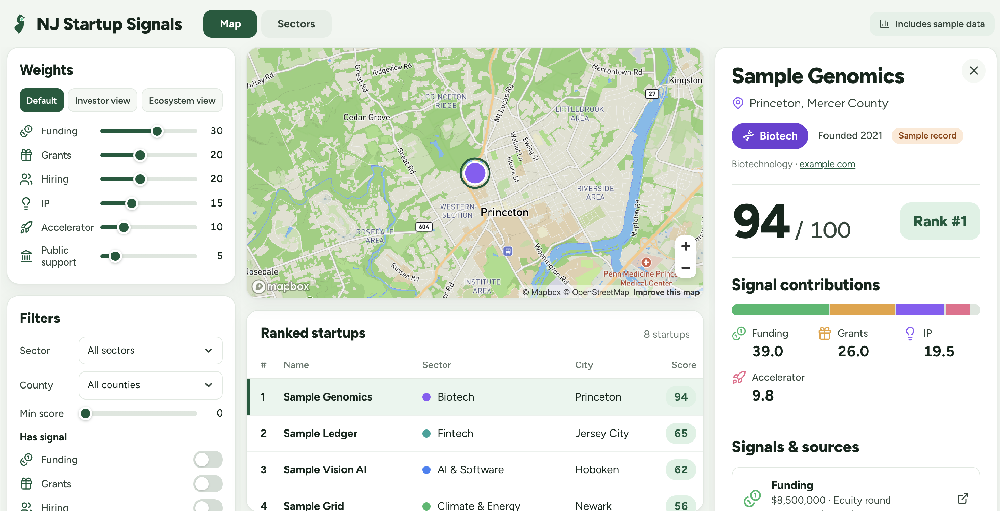 NJ Startup Signals
Map
Sectors
Includes sample data
Weights
Default
Investor view
Ecosystem view
Funding
30
Grants
20
Hiring
20
IP
15
Accelerator
10
Public
support
5
Filters
Sector
All sectors
County
All counties
Min score
0
Has signal
Funding
Grants
Hiring
Valley Rd
Great Rd
Ridgeview Rd
Herrontown Rd
Kingston
27
PRINCETON
RIDGE
Mt Lucas Rd
LITTLEBROOK
AREA
Cedar Grove
Great Rd
Walnut Ln
Ewing St
Moore St
RIVERSIDE
AREA
WESTERN
SECTION
Princeton
Mapleton Rd
604
ROSEDALE
AREA
Washington Rd
Rosedale
Russell Rd
INSTITUTE
AREA
er Rd
Penn Medicine Prince
Medical Center
mapbox
© Mapbox © OpenStreetMap Improve this map
Ranked startups
8 startups
# Name Sector City Score
1 Sample Genomics Biotech Princeton 94
2 Sample Ledger Fintech Jersey City 65
3 Sample Vision AI AI & Software Hoboken 62
4 Sample Grid Climate & Energy Newark 56
Sample Genomics
Princeton, Mercer County
Biotech
Founded 2021
Sample record
Biotechnology · example.com
94 / 100
Rank #1
Signal contributions
Funding
39.0
Grants
26.0
IP
19.5
Accelerator
9.8
Signals & sources
Funding
$8,500,000 · Equity round